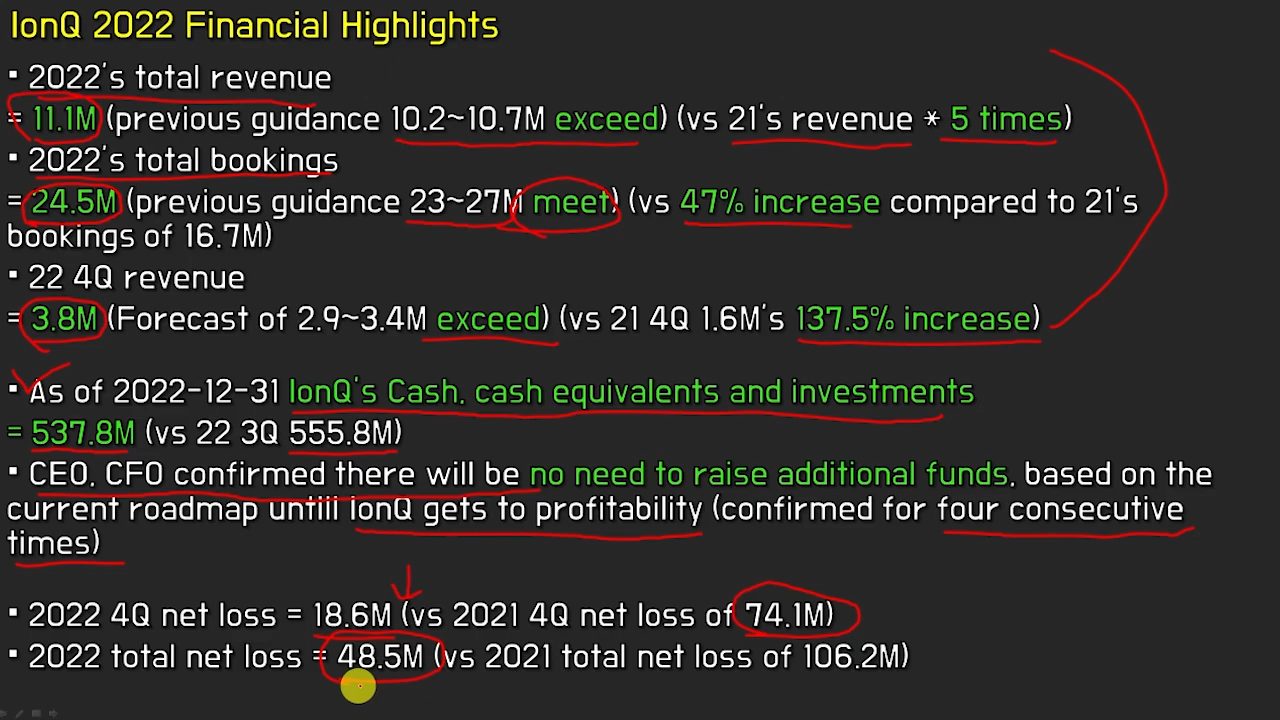 IonQ 2022 Financial Highlights
▪ 2022's total revenue
= 11.1M (previous guidance 10.2~10.7M exceed) (vs 21's revenue * 5 times)
▪ 2022's total bookings
= 24.5M (previous guidance 23~27M meet) (vs 47% increase compared to 21's
bookings of 16.7M)
▪ 22 4Q revenue
= 3.8M (Forecast of 2.9~3.4M exceed) (vs 21 4Q 1.6M's 137.5% increase)
▪ As of 2022-12-31 IonQ's Cash, cash equivalents and investments
= 537.8M (vs 22 3Q 555.8M)
▪ CEO, CFO confirmed there will be no need to raise additional funds, based on the
current roadmap untill IonQ gets to profitability (confirmed for four consecutive
times)
▪ 2022 4Q net loss = 18.6M (vs 2021 4Q net loss of 74.1M)
▪ 2022 total net loss = 48.5M (vs 2021 total net loss of 106.2M)